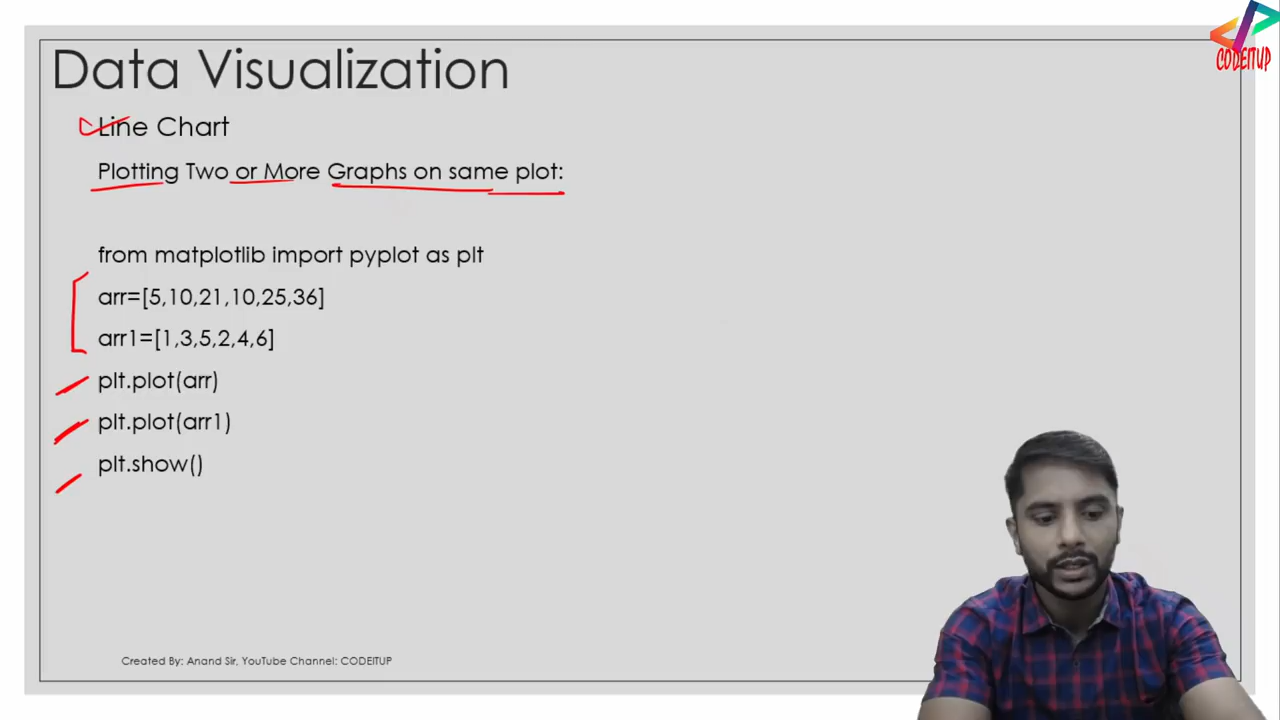 CODEITUP
Data Visualization
Line Chart
Plotting Two or More Graphs on same plot:
from matplotlib import pyplot as plt
arr=[5,10,21,10,25,36]
arr1=[1,3,5,2,4,6]
plt.plot(arr)
plt.plot(arr1)
plt.show()
Created By: Anand Sir, YouTube Channel: CODEITUP